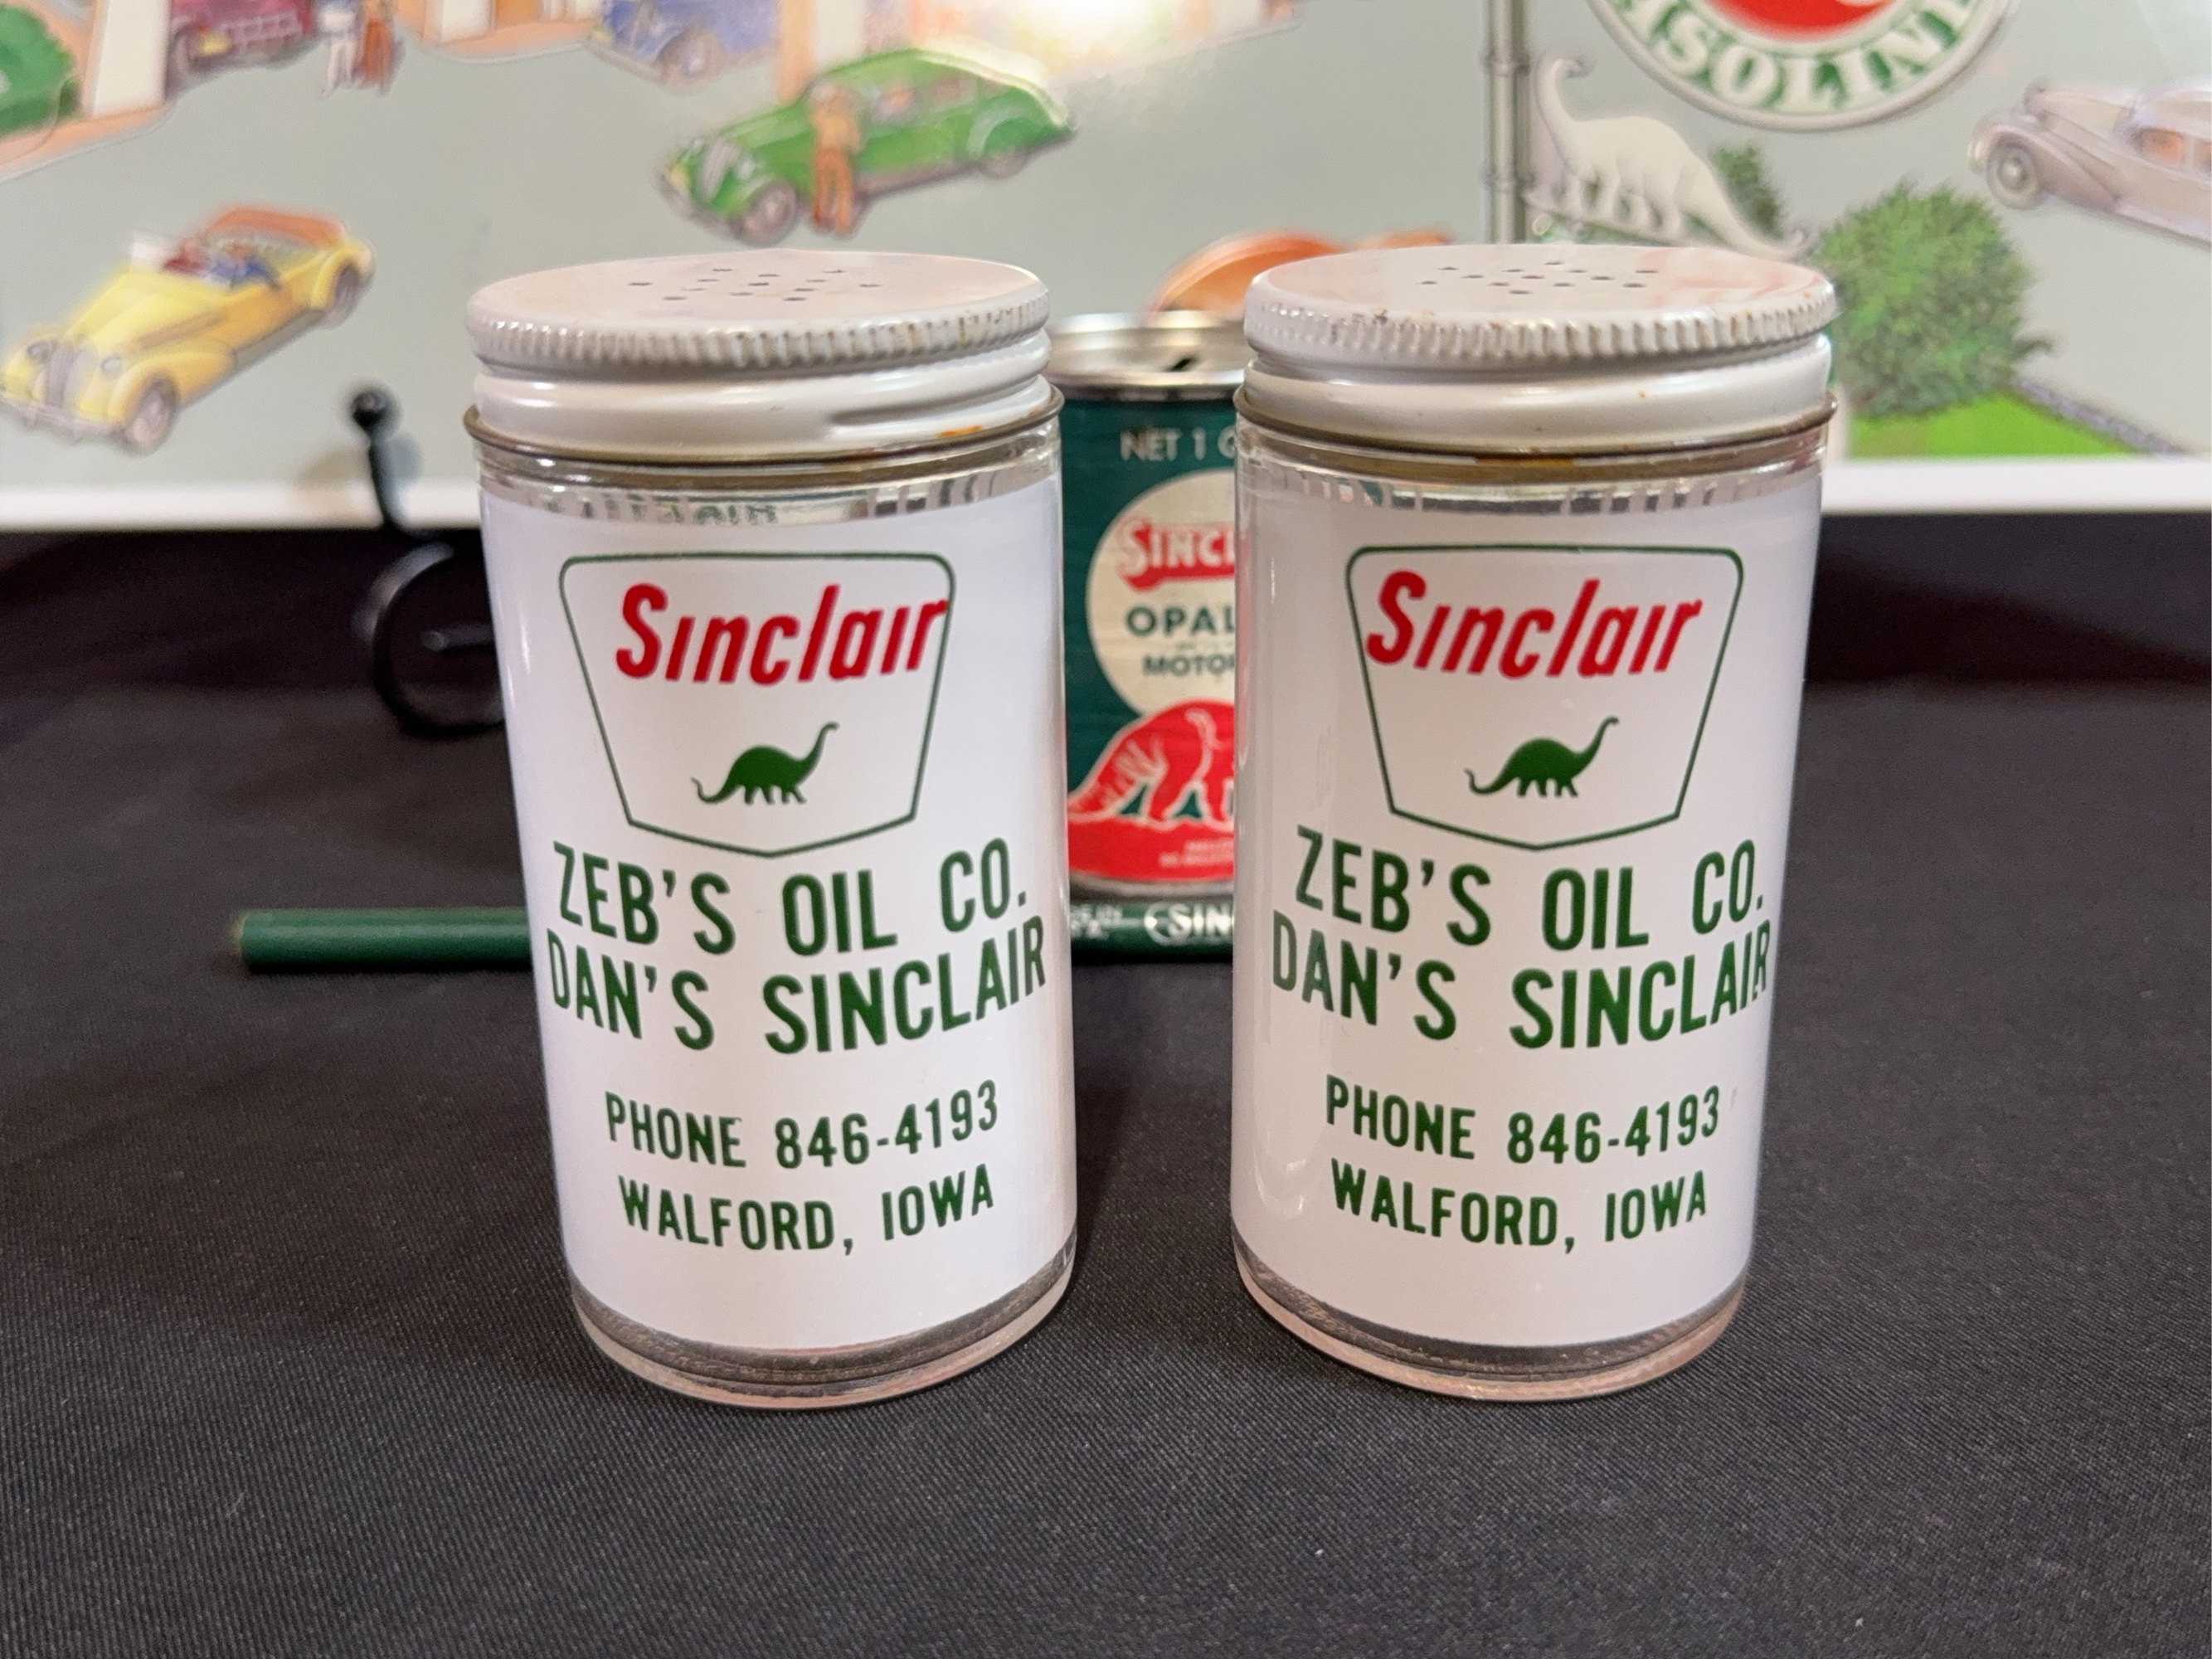 GASOLINE
NET 1
OPAL
Sinclair
ZEB'S OIL CO.
DAN'S SINCLAIR
PHONE 846-4193
WALFORD, IOWA
Sinclair
ZEB'S OIL CO.
DAN'S SINCLAIR
PHONE 846-4193
WALFORD, IOWA